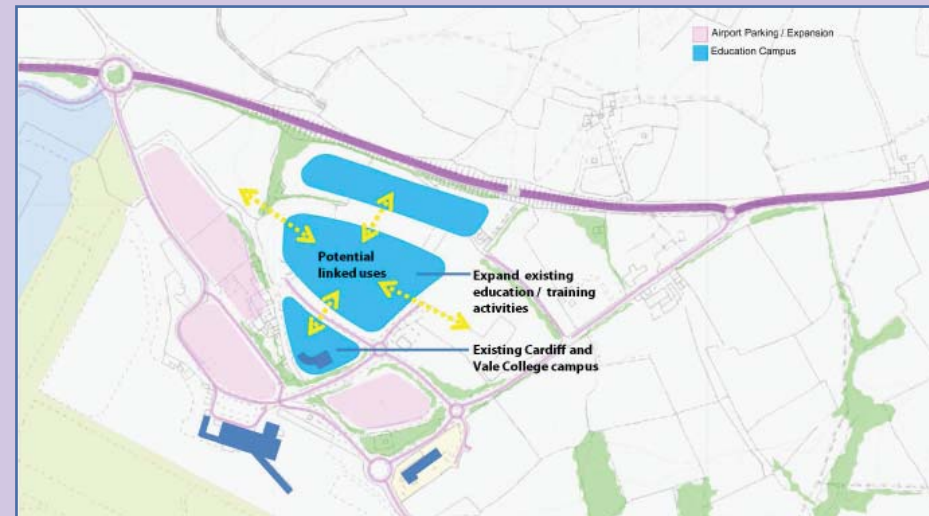 Airport Parking / Expansion
Education Campus
Potential
linked uses
Expand existing
education / training
activities
Existing Cardiff and
Vale College campus